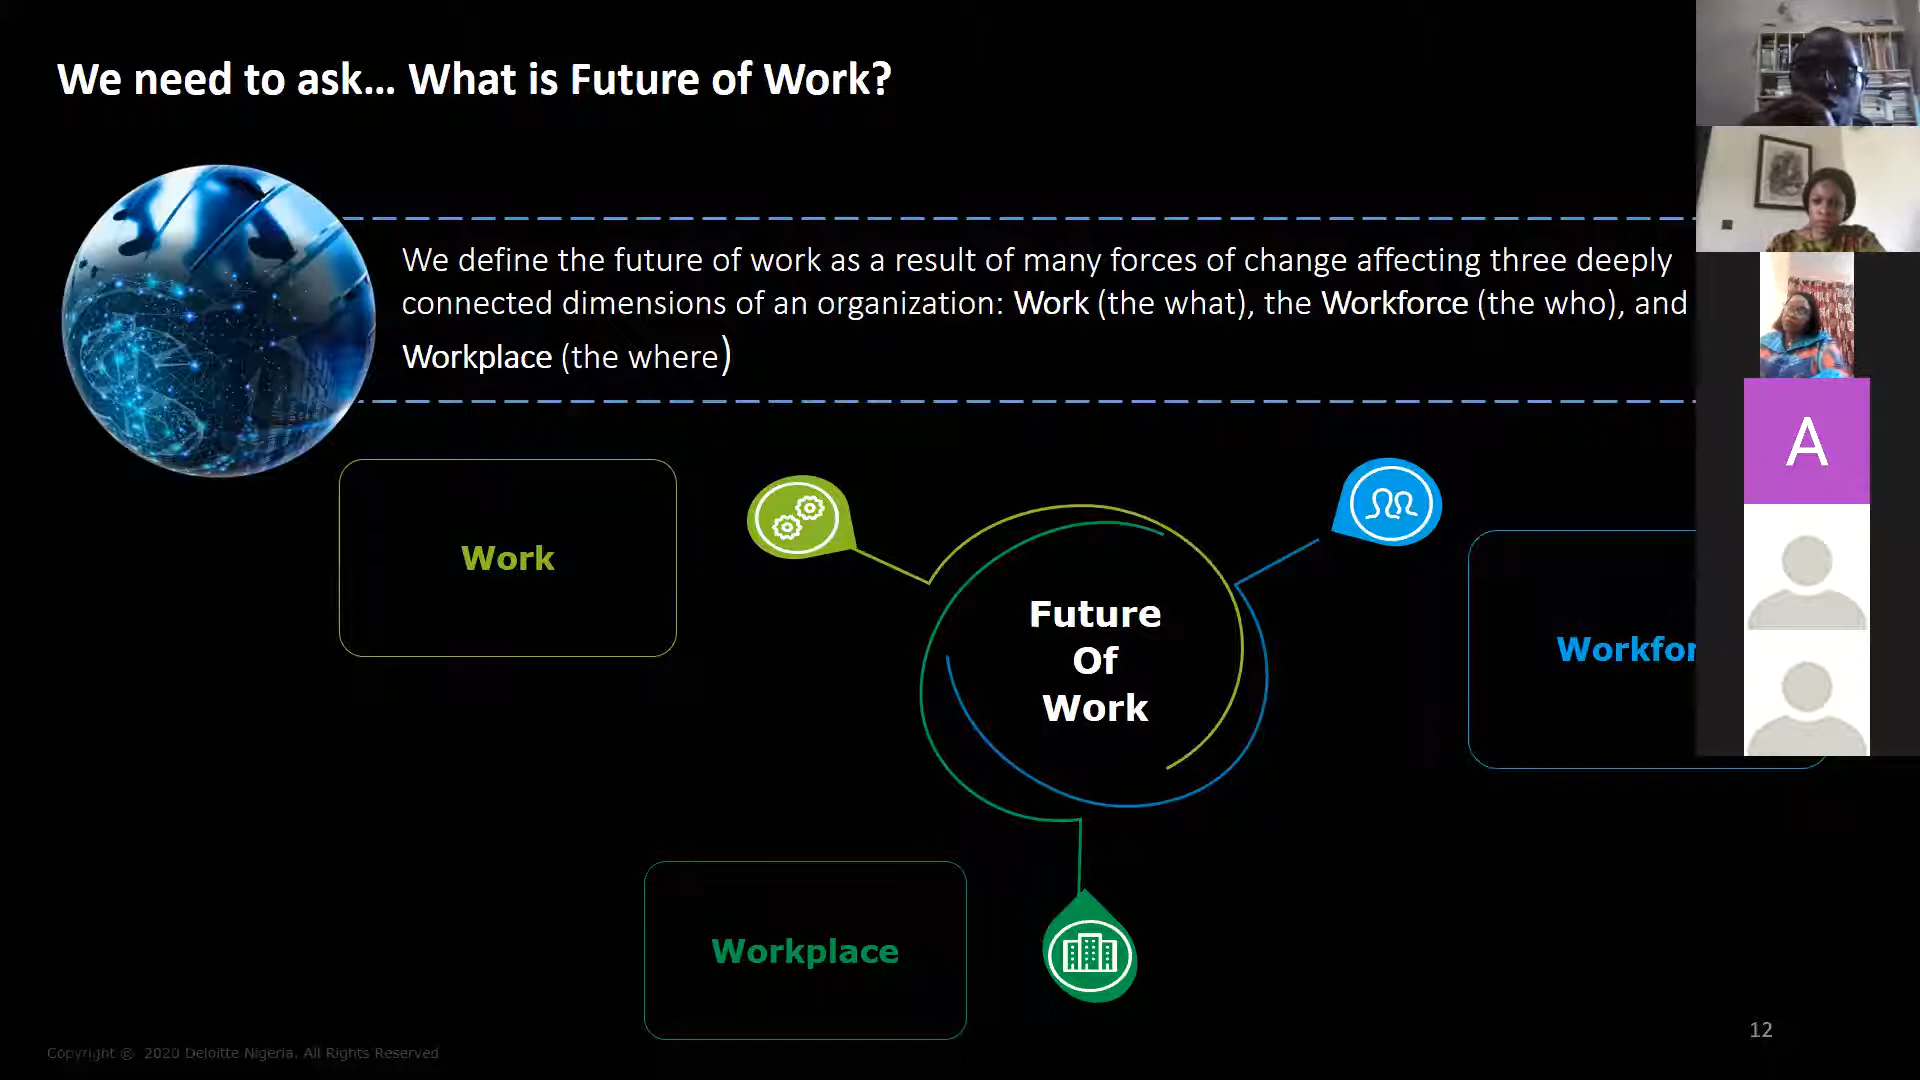 We need to ask... What is Future of Work?
We define the future of work as a result of many forces of change affecting three deeply
connected dimensions of an organization: Work (the what), the Workforce (the who), and
Workplace (the where)
Work
Future
Of
Work
Workfor
Workplace
A
12
Copyright © 2020 Deloitte Nigeria. All Rights Reserved